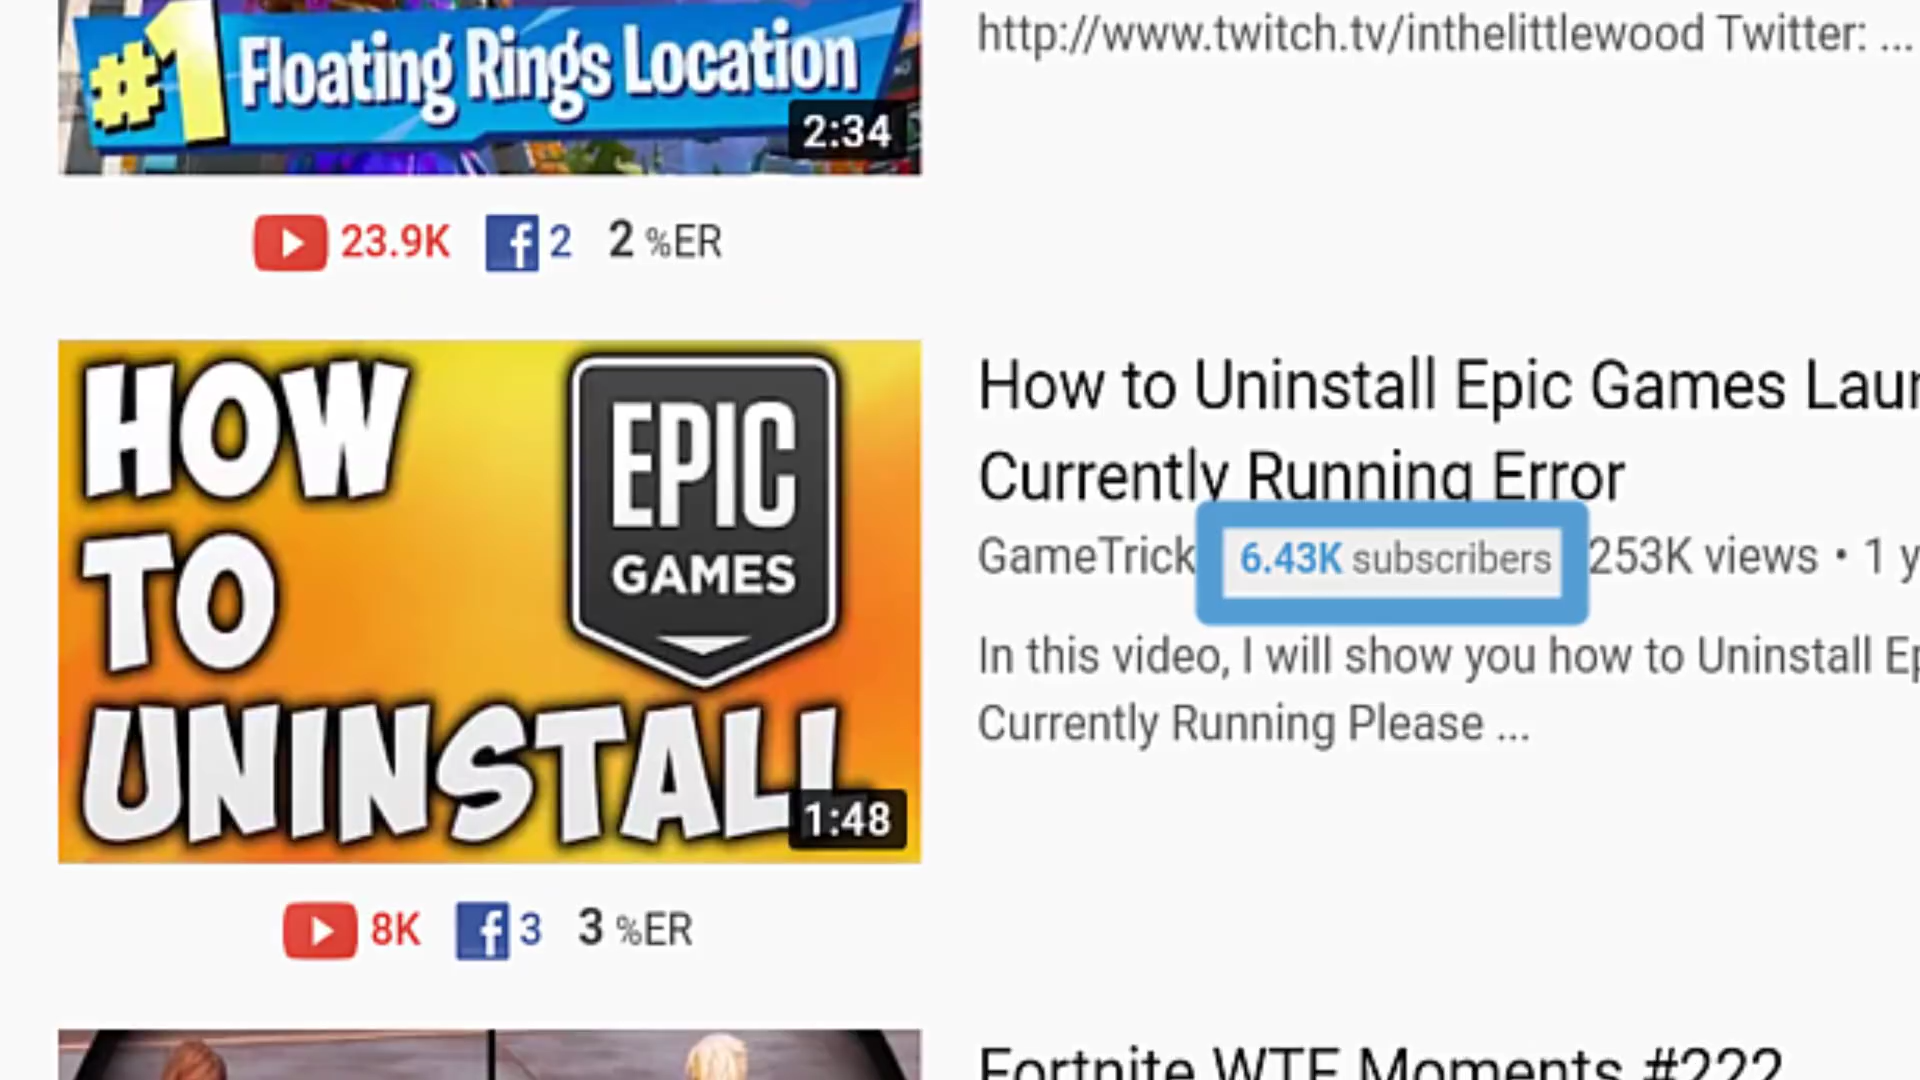 #1 Floating Rings Location
2:34
http://www.twitch.tv/inthelittlewood Twitter: ...
23.9K f 2 2 %ER
HOW
TO
UNINSTALL
EPIC
GAMES
1:48
How to Uninstall Epic Games Laun
Currently Running Error
GameTrick 6.43K subscribers 253K views • 1 y
In this video, I will show you how to Uninstall Ep
Currently Running Please ...
8K f 3 3 %ER
Fortnite WTF Moments #222